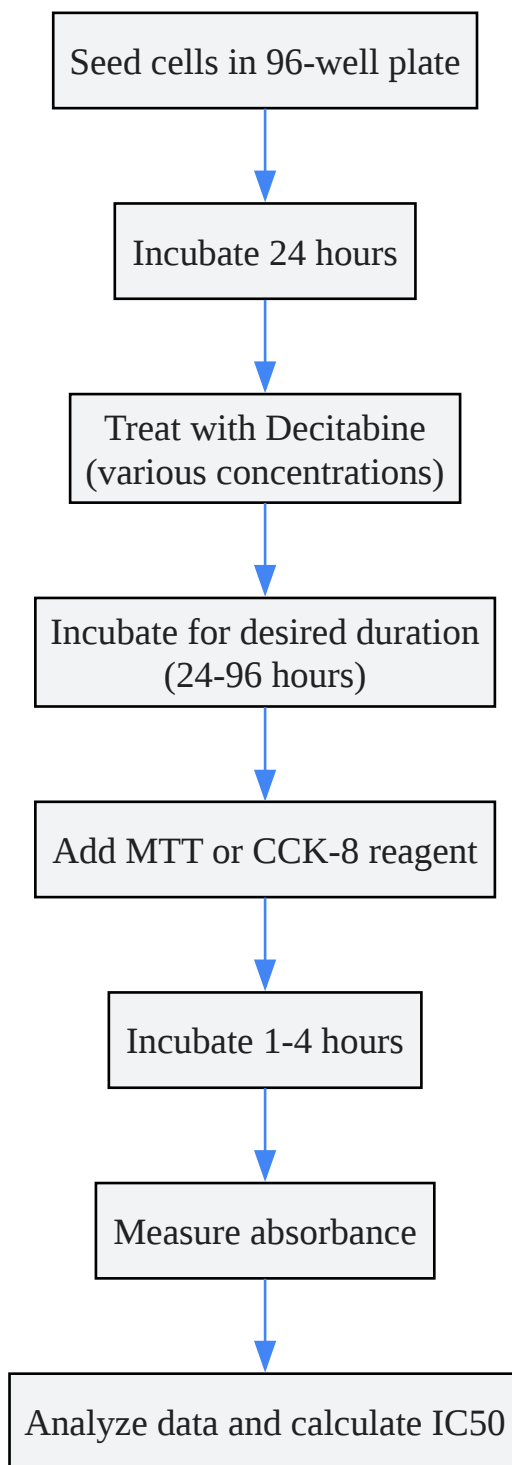 Seed cells in 96-well plate
Incubate 24 hours
Treat with Decitabine
(various concentrations)
Incubate for desired duration
(24-96 hours)
Add MTT or CCK-8 reagent
Incubate 1-4 hours
Measure absorbance
Analyze data and calculate IC50